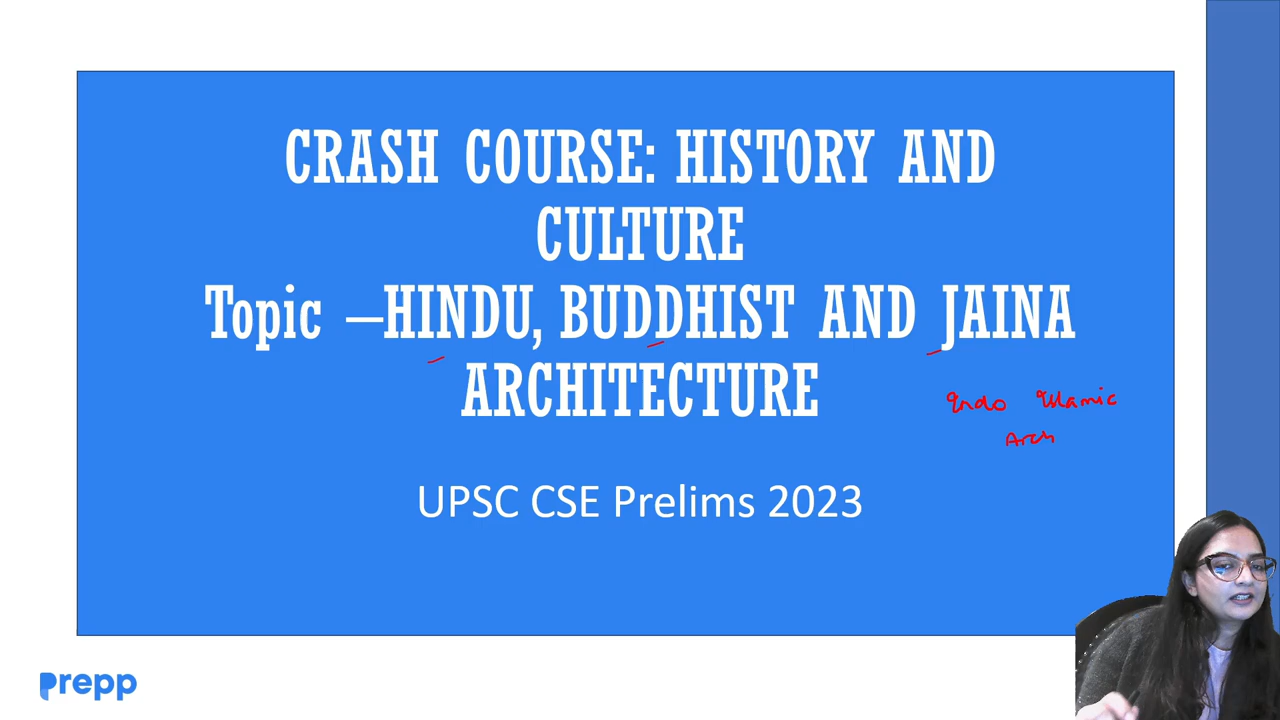 CRASH COURSE: HISTORY AND
CULTURE
Topic –HINDU, BUDDHIST AND JAINA
ARCHITECTURE
Indo Islamic
Arch
UPSC CSE Prelims 2023
prepp